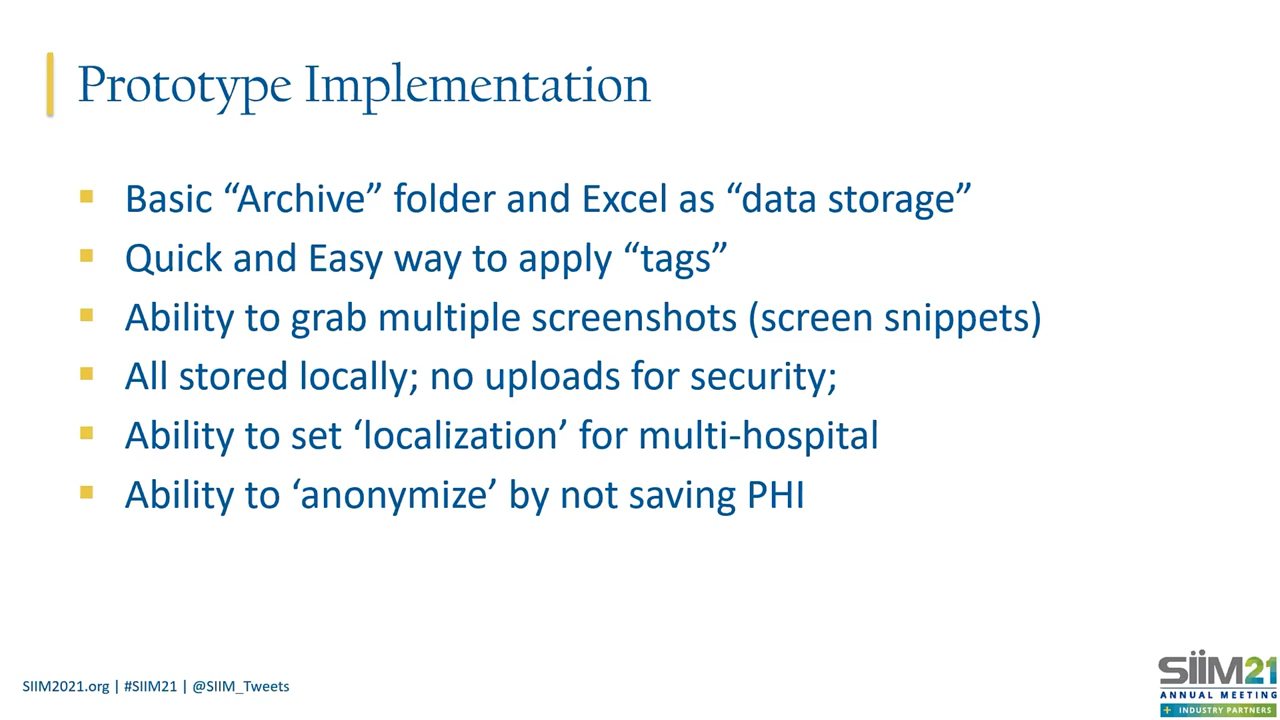 Prototype Implementation
Basic “Archive” folder and Excel as “data storage”
Quick and Easy way to apply “tags”
Ability to grab multiple screenshots (screen snippets)
All stored locally; no uploads for security;
Ability to set ‘localization’ for multi-hospital
Ability to ‘anonymize’ by not saving PHI
SIIM2021.org | #SIIM21 | @SIIM_Tweets
SIIM21
ANNUAL MEETING
+ INDUSTRY PARTNERS